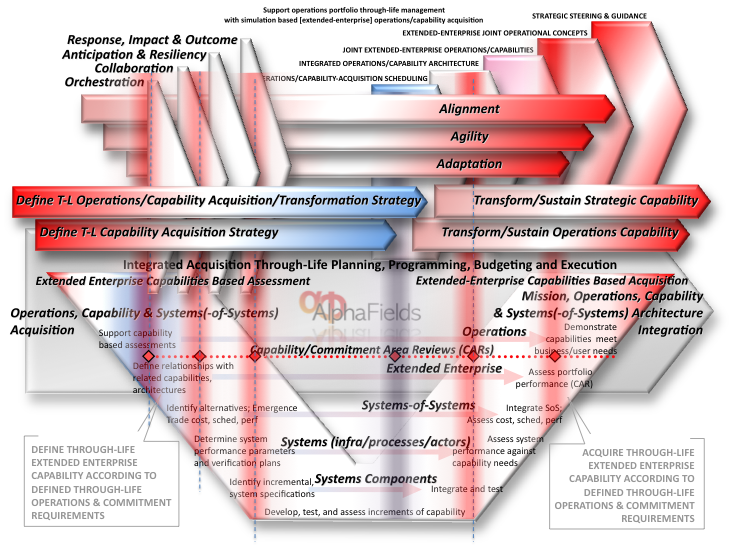 Support operations portfolio through-life management
with simulation based [extended-enterprise] operations/capability acquisition
STRATEGIC STEERING & GUIDANCE
EXTENDED-ENTERPRISE JOINT OPERATIONAL CONCEPTS
JOINT EXTENDED-ENTERPRISE OPERATIONS/CAPABILITIES
INTEGRATED OPERATIONS/CAPABILITY ARCHITECTURE
ERATIONS/CAPABILITY-ACQUISITION SCHEDULING
Response, Impact & Outcome
Anticipation & Resiliency
Collaboration
Orchestration
Alignment
Agility
Adaptation
Define T-L Operations/Capability Acquisition/Transformation Strategy
Transform/Sustain Strategic Capability
Define T-L Capability Acquisition Strategy
Transform/Sustain Operations Capability
Integrated Acquisition Through-Life Planning, Programming, Budgeting and Execution
Extended Enterprise Capabilities Based Assessment
Extended-Enterprise Capabilities Based Acquisition
Mission, Operations, Capability
& Systems(-of-Systems) Architecture
Integration
Operations, Capability & Systems(-of-Systems)
Acquisition
AlphaFields
Support capability
based assessments
Operations
Demonstrate
capabilities meet
business/user needs
Capability/Commitment Area Reviews (CARs)
Define relationships with
related capabilities,
architectures
Extended Enterprise
Assess portfolio
performance (CAR)
Identify alternatives; Emergence
Trade cost, sched, perf
Systems-of-Systems
Integrate SoS;
Assess cost, sched, perf
Determine system
performance parameters
and verification plans
Systems (infra/processes/actors)
Assess system
performance against
capability needs
Identify incremental,
system specifications
Systems Components
Integrate and test
Develop, test, and assess increments of capability
DEFINE THROUGH-LIFE
EXTENDED ENTERPRISE
CAPABILITY ACCORDING TO
DEFINED THROUGH-LIFE
OPERATIONS & COMMITMENT
REQUIREMENTS
ACQUIRE THROUGH-LIFE
EXTENDED ENTERPRISE
CAPABILITY ACCORDING TO
DEFINED THROUGH-LIFE
OPERATIONS & COMMITMENT
REQUIREMENTS